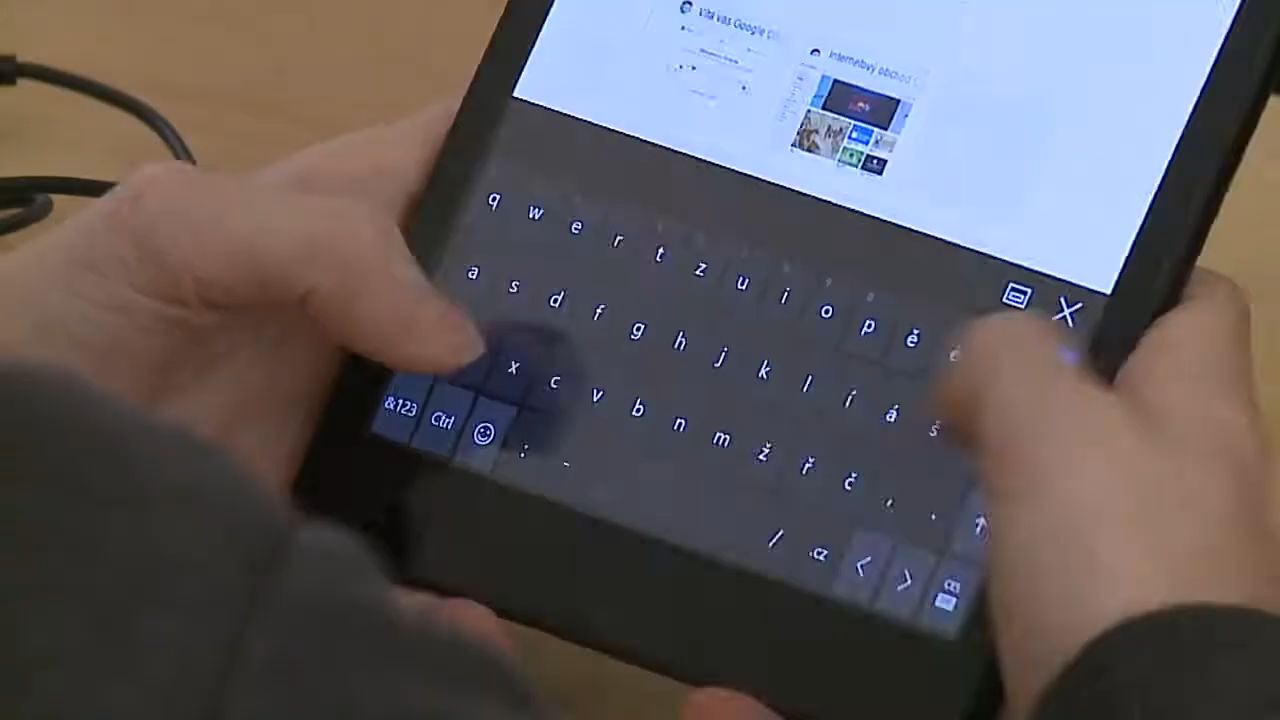 Vítá vás Google
Internetový obchod
q w e r t z u i o p ě
a s d f g h j k l í á š
x c v b n m ž ř č , .
&123 Ctrl : - / .cz < >